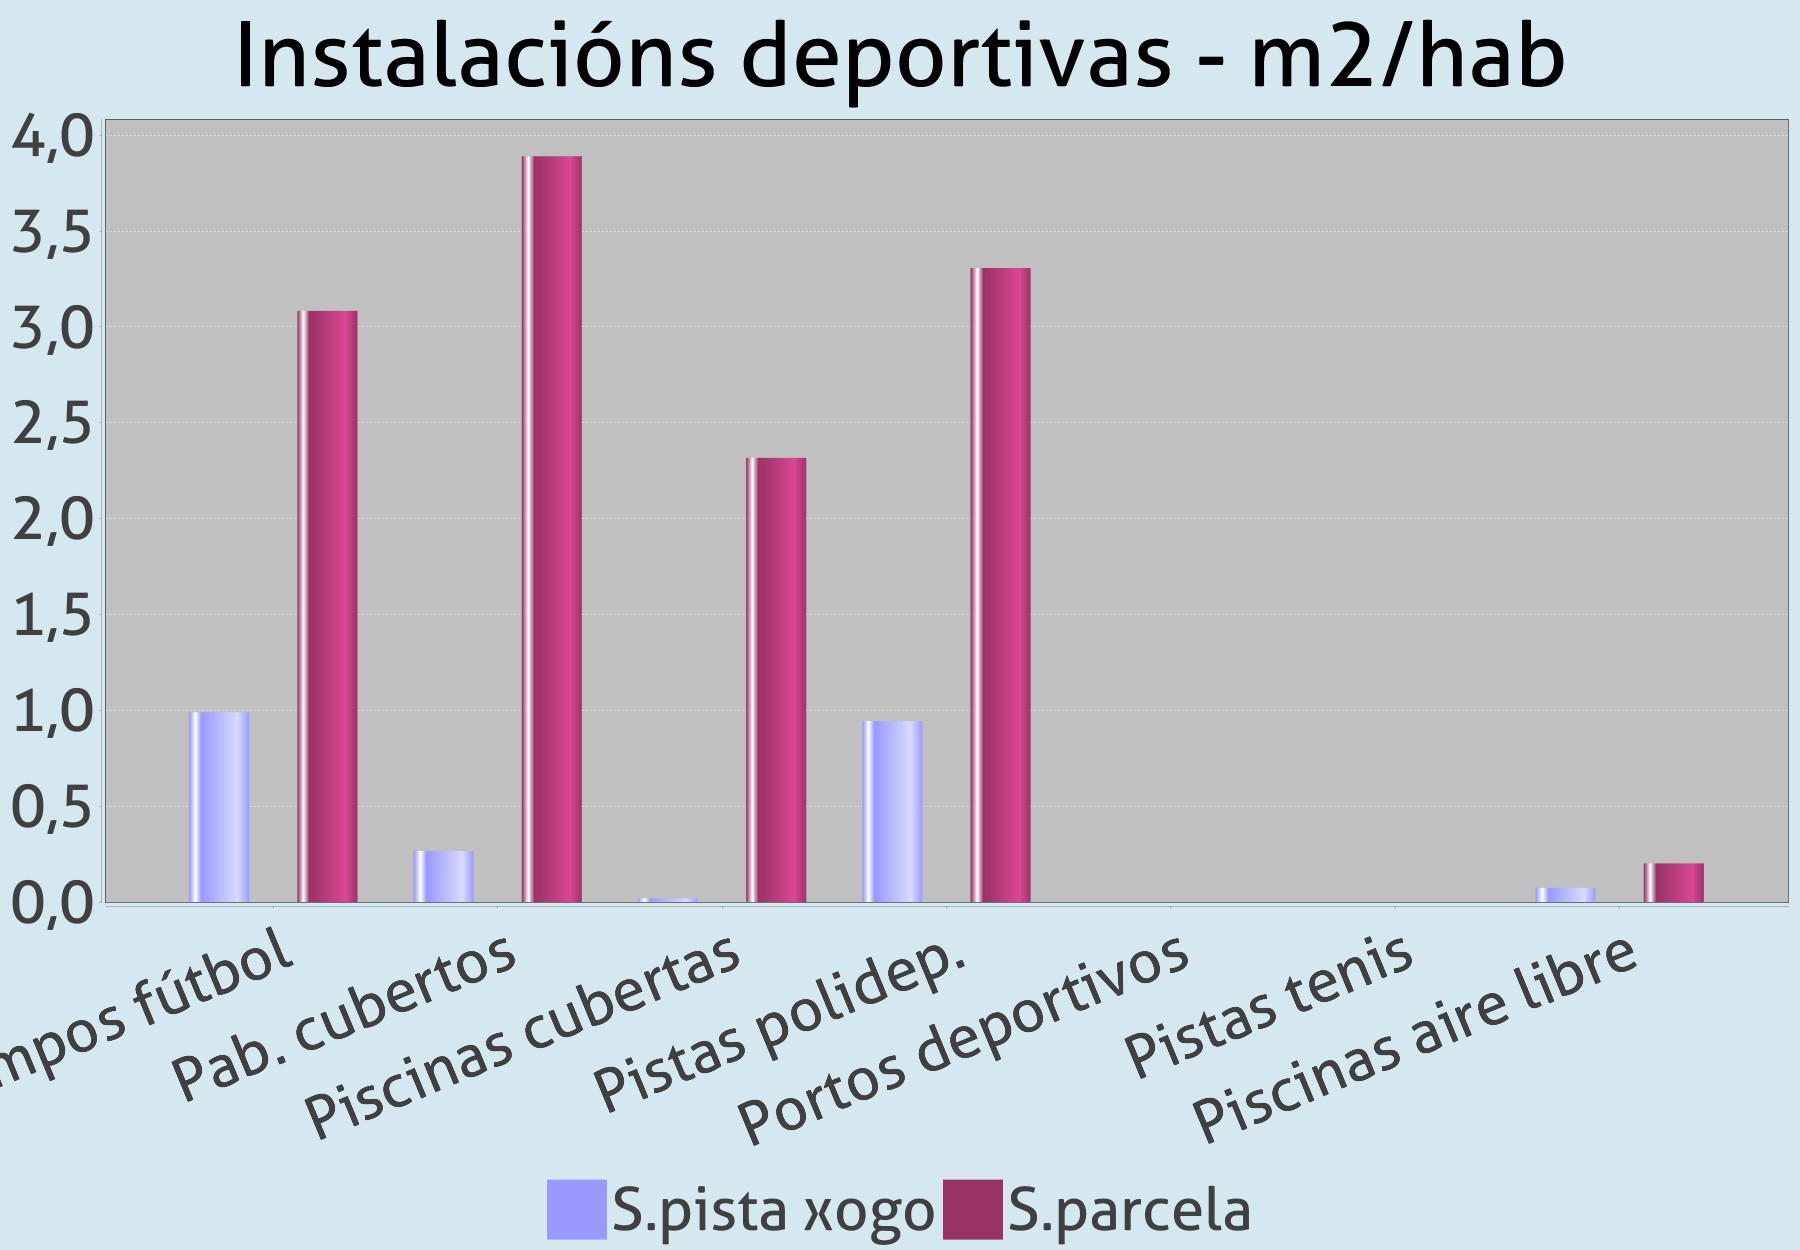 Instalacións deportivas - m2/hab
4,0
3,5
3,0
2,5
2,0
1,5
1,0
0,5
0,0
mpos fútbol
Pab. cubertos
Piscinas cubertas
Pistas polidep.
Portos deportivos
Pistas tenis
Piscinas aire libre
S.pista xogo
S.parcela